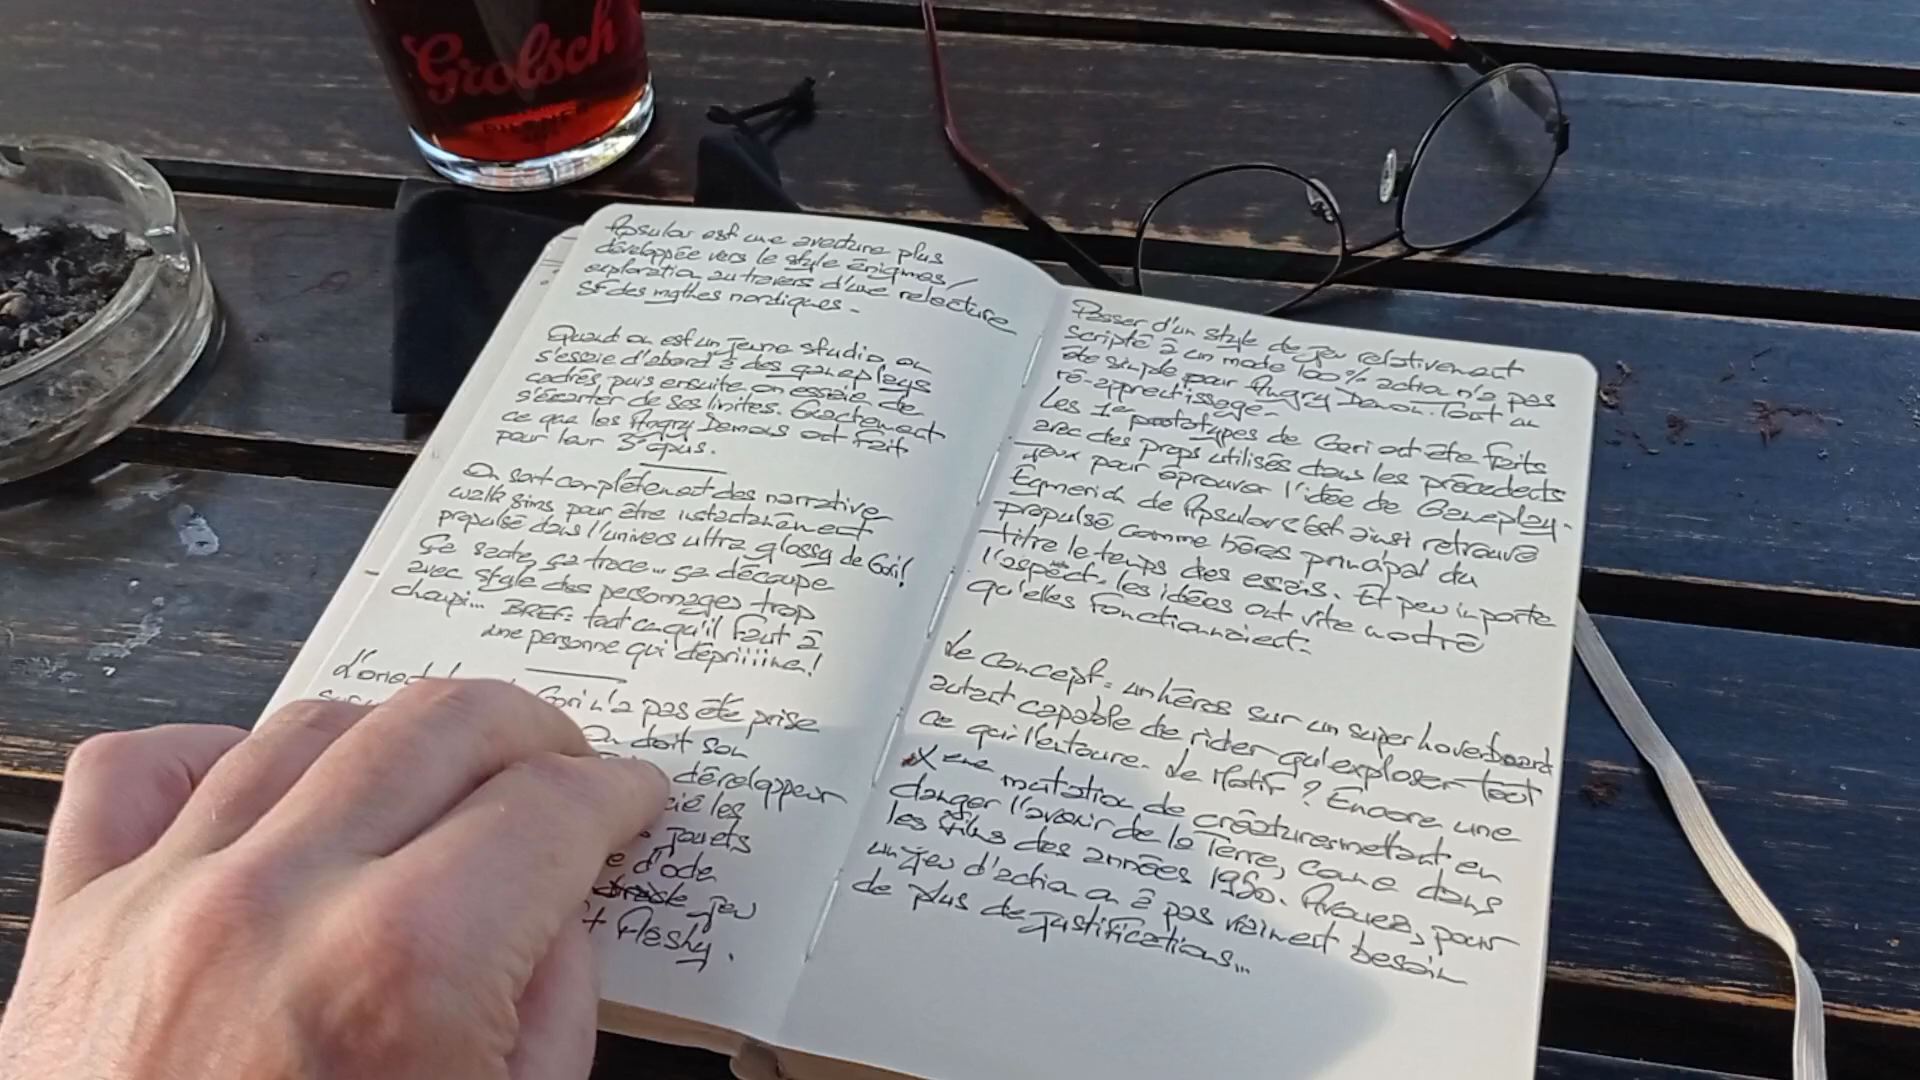 Grolsch
Apsulov est une aventure plus
développée vers le style énigmes/
exploration au travers d'une relecture
SF des mythes nordiques.
Quand on est un jeune studio, on
s'essaie d'abord à des gameplays
cadrés, puis ensuite on essaie de
s'écarter de ses limites. Exactement
ce que les Angry Demons ont fait
pour leur 3e opus.
On sort complètement des narrative
walk sims pour être instantanément
propulsé dans l'univers ultra glossy de Gori!
Ça saute, ça trace... ça découpe
avec style des personnages trop
choupi... BREF: tout ce qu'il faut à
une personne qui dépriiiime!
Gori n'a pas été prise
On doit son
développeur
les
jouets
d'ode
jeu
Flashy.
Passer d'un style de jeu relativement
scripté à un mode 100% action n'a pas
été simple pour Angry Demon. Tout un
ré-apprentissage.
Les 1er prototypes de Gori ont été faits
avec des props utilisés dans les précédents
jeux pour éprouver l'idée de Gameplay.
Eymerich de Apsulov s'est ainsi retrouvé
propulsé comme héros principal du
titre le temps des essais. Et peu importe
l'aspect, les idées ont vite montré
qu'elles fonctionnaient.
Le concept: un héros sur un super hoverboard
autant capable de rider qu'exploser tout
ce qui l'entoure. Le Motif? Encore une
X ène mutation de créatures mettant en
danger l'avenir de la Terre, comme dans
les films des années 1980. Avouez, pour
un jeu d'action on a pas vraiment besoin
de plus de justifications...